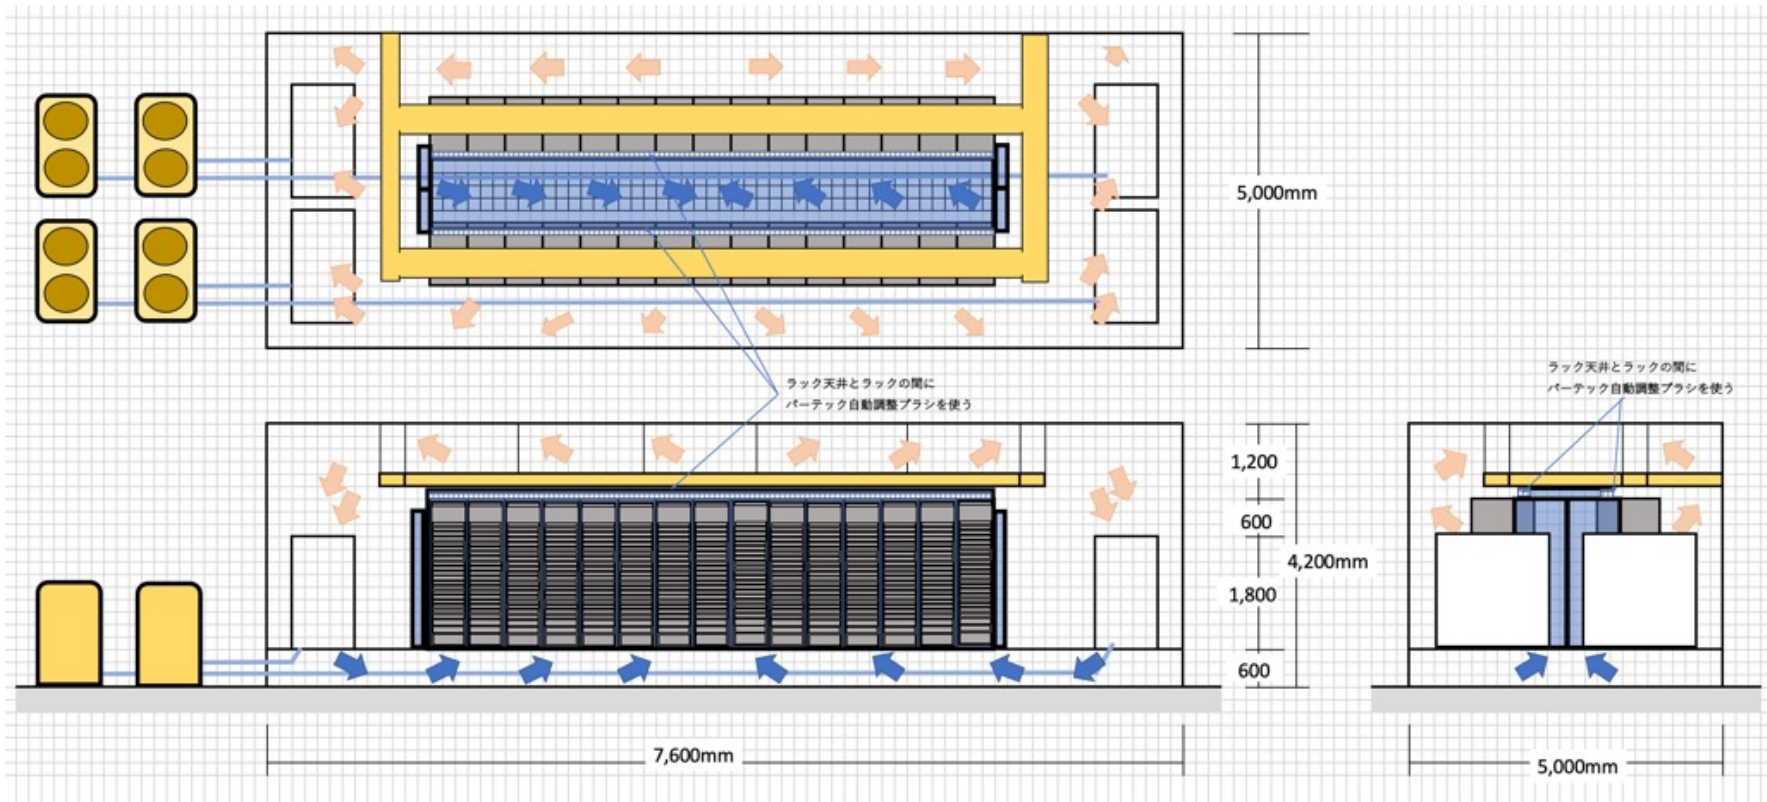 5,000mm
ラック天井とラックの間に
パーテック自動調整ブラシを使う
ラック天井とラックの間に
パーテック自動調整ブラシを使う
1,200
600
4,200mm
1,800
600
7,600mm
5,000mm